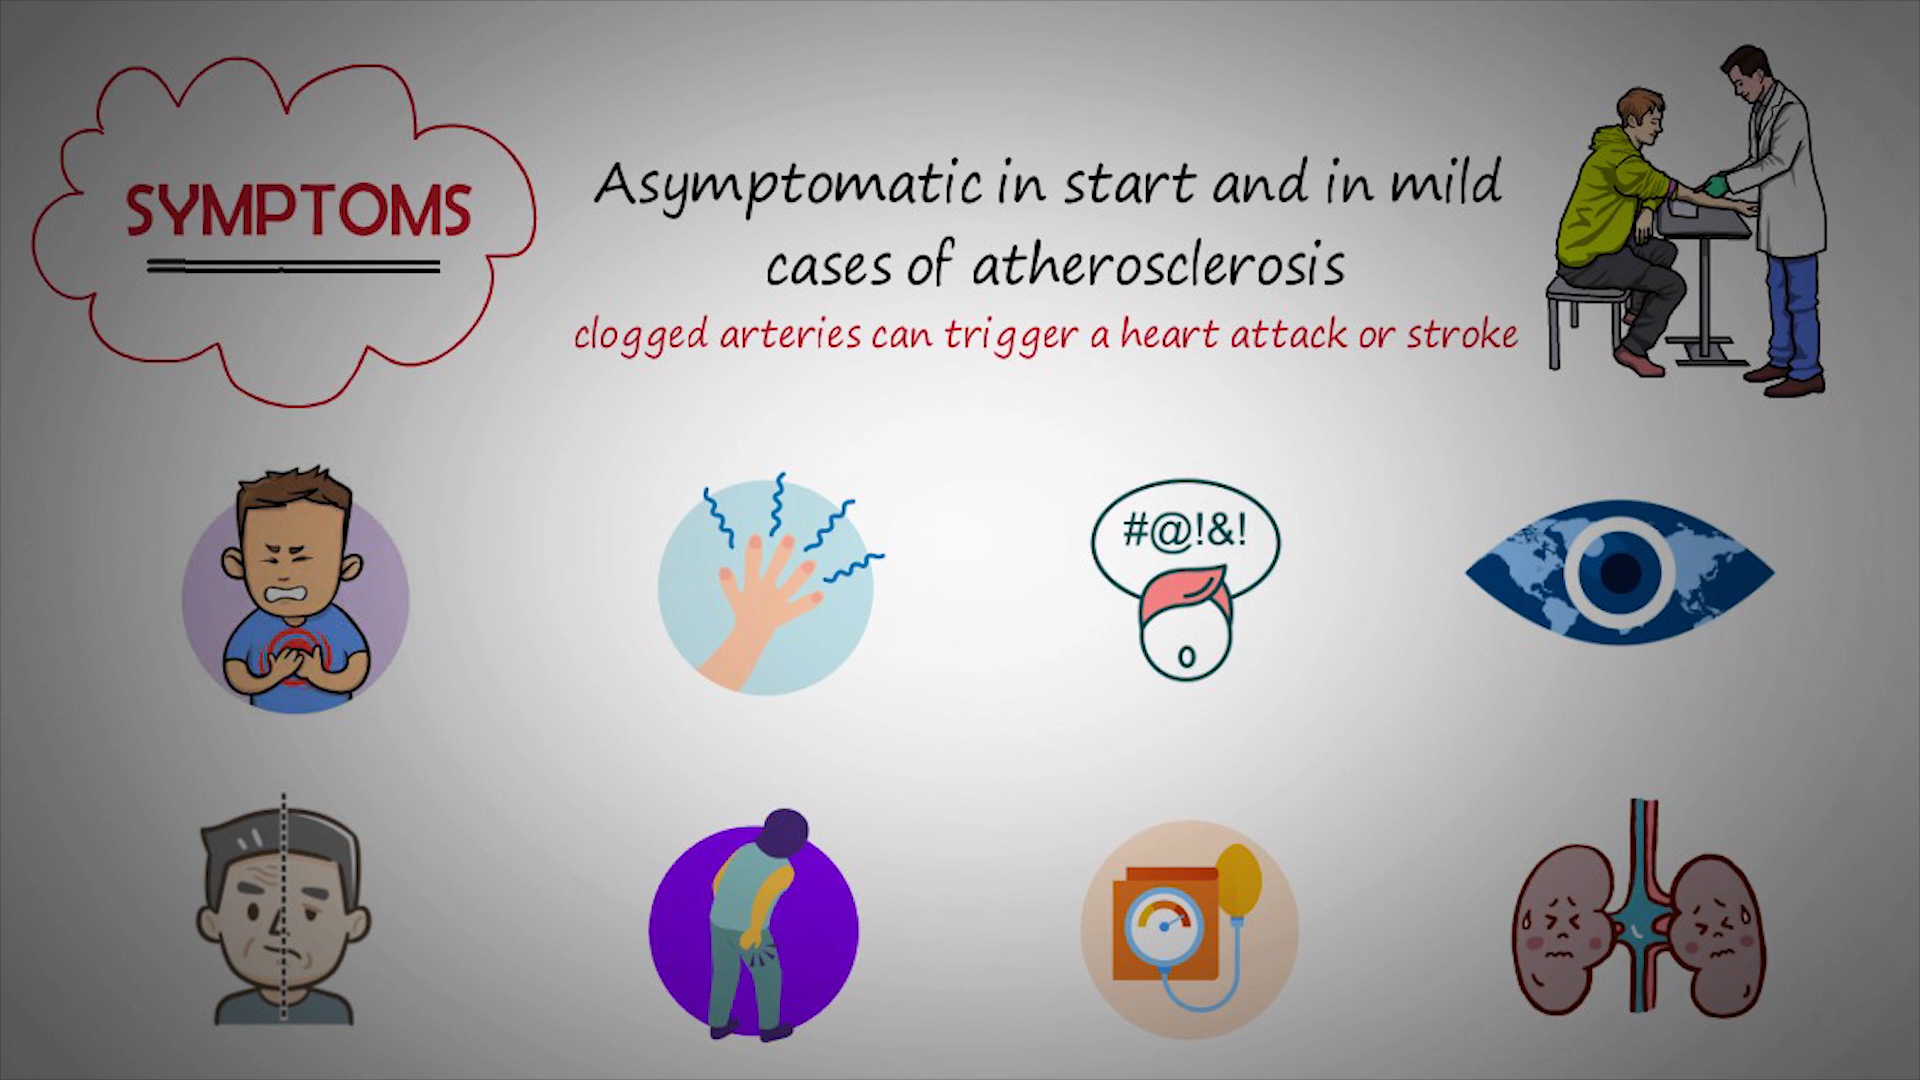 SYMPTOMS
Asymptomatic in start and in mild
cases of atherosclerosis
clogged arteries can trigger a heart attack or stroke
#@!&!